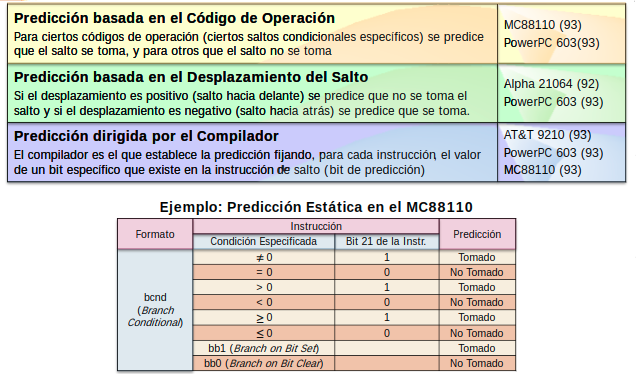 Predicción basada en el Código de Operación
Para ciertos códigos de operación (ciertos saltos condicionales específicos) se predice
que el salto se toma, y para otros que el salto no se toma
MC88110 (93)
PowerPC 603(93)
Predicción basada en el Desplazamiento del Salto
Si el desplazamiento es positivo (salto hacia delante) se predice que no se toma el
salto y si el desplazamiento es negativo (salto hacia atrás) se predice que se toma.
Alpha 21064 (92)
PowerPC 603 (93)
Predicción dirigida por el Compilador
El compilador es el que establece la predicción fijando, para cada instrucción, el valor
de un bit específico que existe en la instrucción de salto (bit de predicción)
AT&T 9210 (93)
PowerPC 603 (93)
MC88110 (93)
Ejemplo: Predicción Estática en el MC88110
Formato
Instrucción
Predicción
Condición Especificada
Bit 21 de la Instr.
bcnd
(Branch
Conditional)
≠ 0 1 Tomado
= 0 0 No Tomado
> 0 1 Tomado
< 0 0 No Tomado
≥ 0 1 Tomado
≤ 0 0 No Tomado
bb1 (Branch on Bit Set) Tomado
bb0 (Branch on Bit Clear) No Tomado